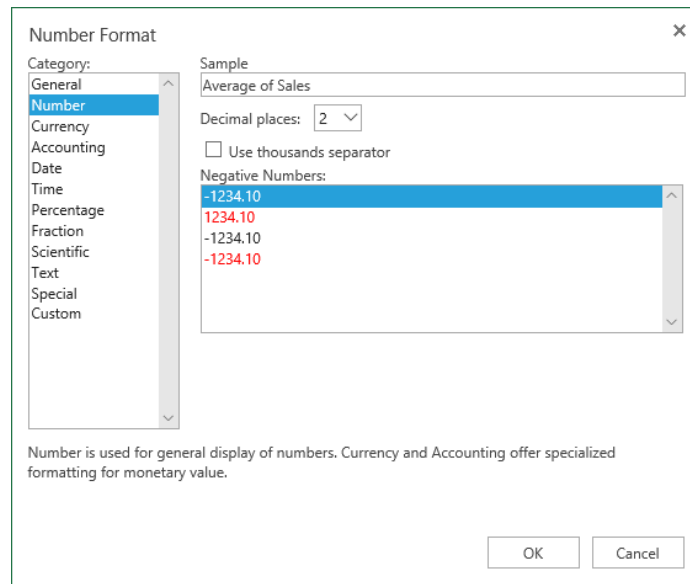 Number Format
Category:
General
Number
Currency
Accounting
Date
Time
Percentage
Fraction
Scientific
Text
Special
Custom
Sample
Average of Sales
Decimal places: 2
Use thousands separator
Negative Numbers:
-1234.10
1234.10
-1234.10
-1234.10
Number is used for general display of numbers. Currency and Accounting offer specialized
formatting for monetary value.
OK
Cancel